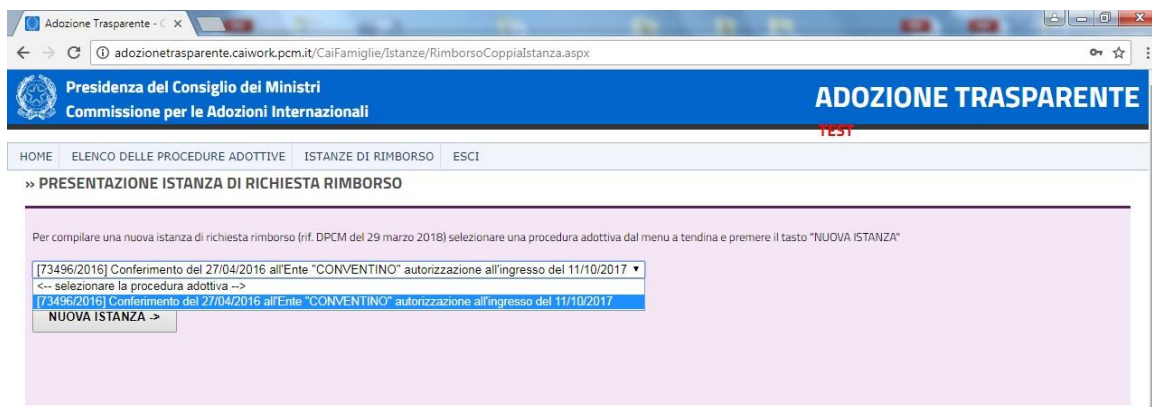 Adozione Trasparente - C
adozionetrasparente.caiwork.pcm.it/CaiFamiglie/Istanze/RimborsoCoppiaIstanza.aspx
Presidenza del Consiglio dei Ministri
Commissione per le Adozioni Internazionali
ADOZIONE TRASPARENTE
TEST
HOME ELENCO DELLE PROCEDURE ADOTTIVE ISTANZE DI RIMBORSO ESCI
» PRESENTAZIONE ISTANZA DI RICHIESTA RIMBORSO
Per compilare una nuova istanza di richiesta rimborso (rif. DPCM del 29 marzo 2018) selezionare una procedura adottiva dal menu a tendina e premere il tasto "NUOVA ISTANZA"
[73496/2016] Conferimento del 27/04/2016 all'Ente "CONVENTINO" autorizzazione all'ingresso del 11/10/2017
<-- selezionare la procedura adottiva -->
[73496/2016] Conferimento del 27/04/2016 all'Ente "CONVENTINO" autorizzazione all'ingresso del 11/10/2017
NUOVA ISTANZA ->